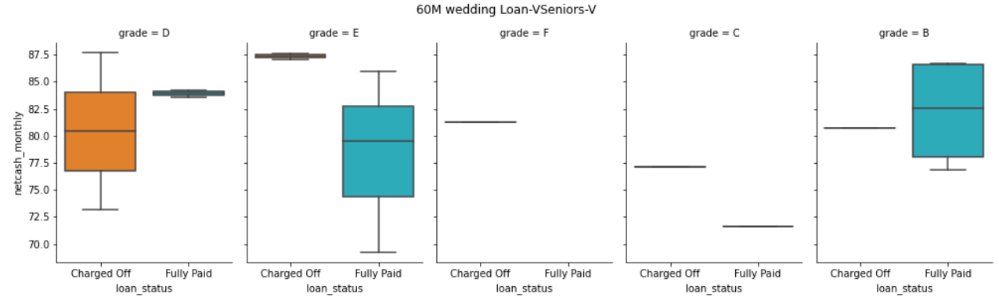 60M wedding Loan-VSeniors-V
grade = D
grade = E
grade = F
grade = C
grade = B
netcash_monthly
87.5
85.0
82.5
80.0
77.5
75.0
72.5
70.0
Charged Off
Fully Paid
Charged Off
Fully Paid
Charged Off
Fully Paid
Charged Off
Fully Paid
Charged Off
Fully Paid
loan_status
loan_status
loan_status
loan_status
loan_status